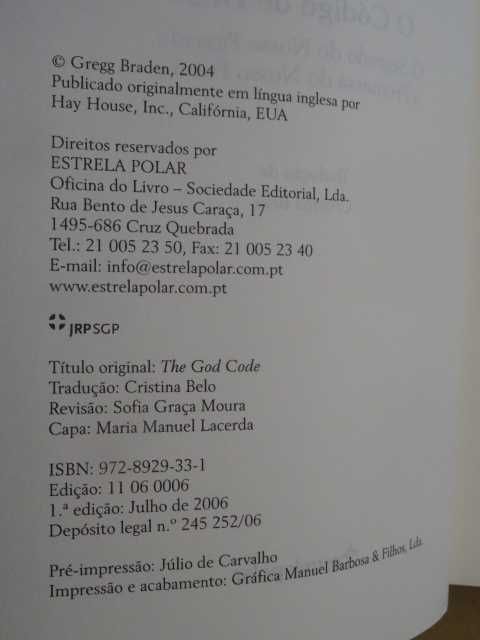 © Gregg Braden, 2004
Publicado originalmente em língua inglesa por
Hay House, Inc., Califórnia, EUA
Direitos reservados por
ESTRELA POLAR
Oficina do Livro – Sociedade Editorial, Lda.
Rua Bento de Jesus Caraça, 17
1495-686 Cruz Quebrada
Tel.: 21 005 23 50, Fax: 21 005 23 40
E-mail: info@estrelapolar.com.pt
www.estrelapolar.com.pt
JRPSGP
Título original: The God Code
Tradução: Cristina Belo
Revisão: Sofia Graça Moura
Capa: Maria Manuel Lacerda
ISBN: 972-8929-33-1
Edição: 11 06 0006
1.ª edição: Julho de 2006
Depósito legal n.º 245 252/06
Pré-impressão: Júlio de Carvalho
Impressão e acabamento: Gráfica Manuel Barbosa & Filhos, Lda.